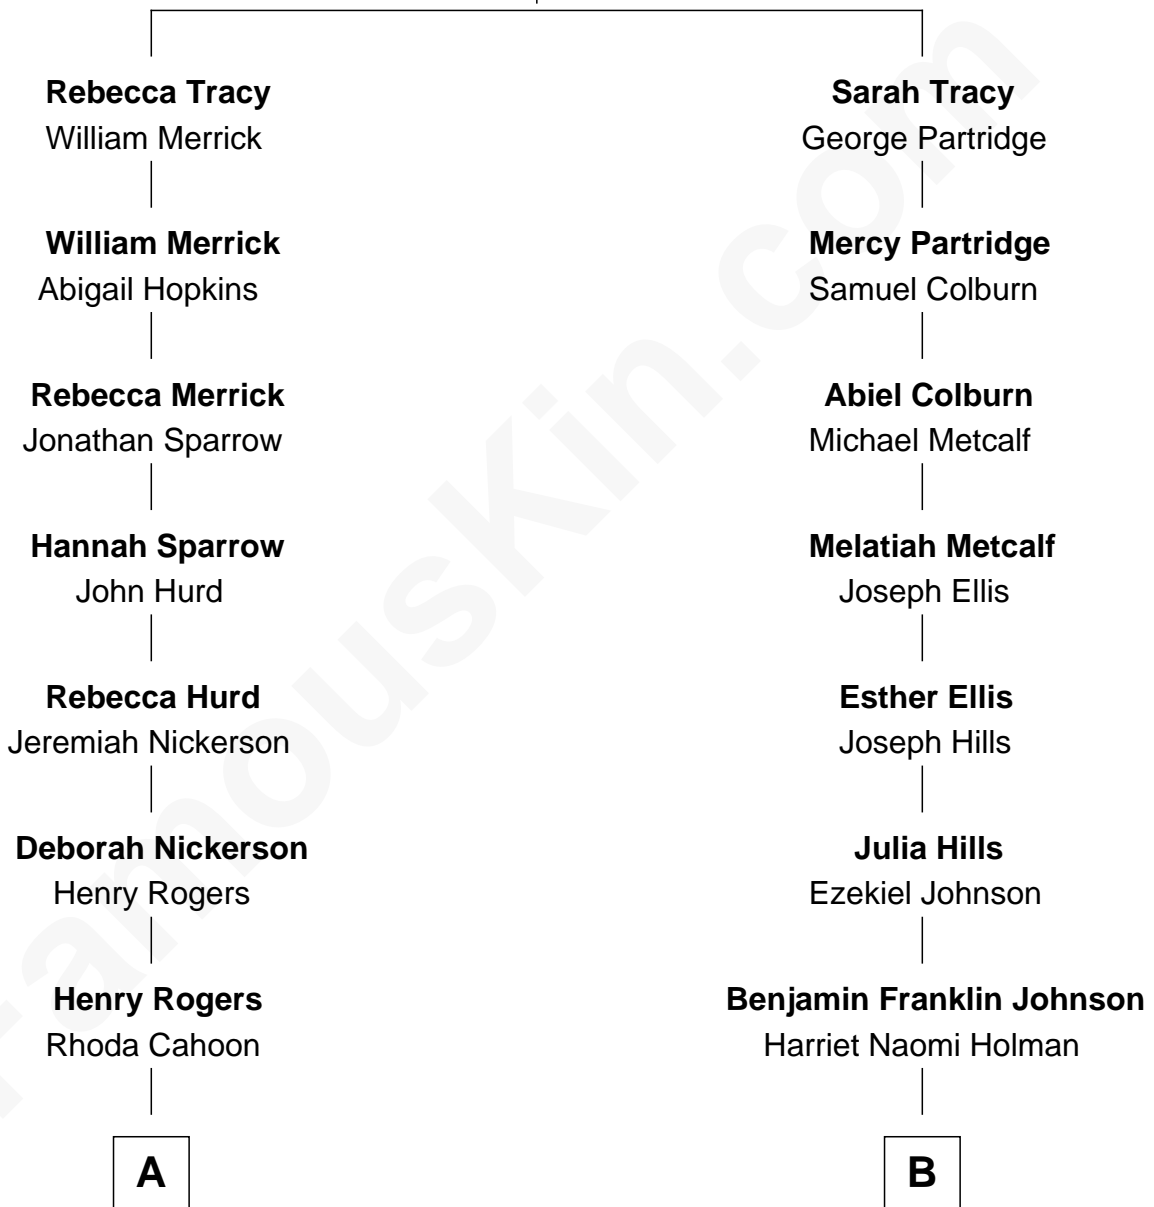 Rebecca Tracy
William Merrick
William Merrick
Abigail Hopkins
Rebecca Merrick
Jonathan Sparrow
Hannah Sparrow
John Hurd
Rebecca Hurd
Jeremiah Nickerson
Deborah Nickerson
Henry Rogers
Henry Rogers
Rhoda Cahoon
A
Sarah Tracy
George Partridge
Mercy Partridge
Samuel Colburn
Abiel Colburn
Michael Metcalf
Melatiah Metcalf
Joseph Ellis
Esther Ellis
Joseph Hills
Julia Hills
Ezekiel Johnson
Benjamin Franklin Johnson
Harriet Naomi Holman
B
FamousKin.com